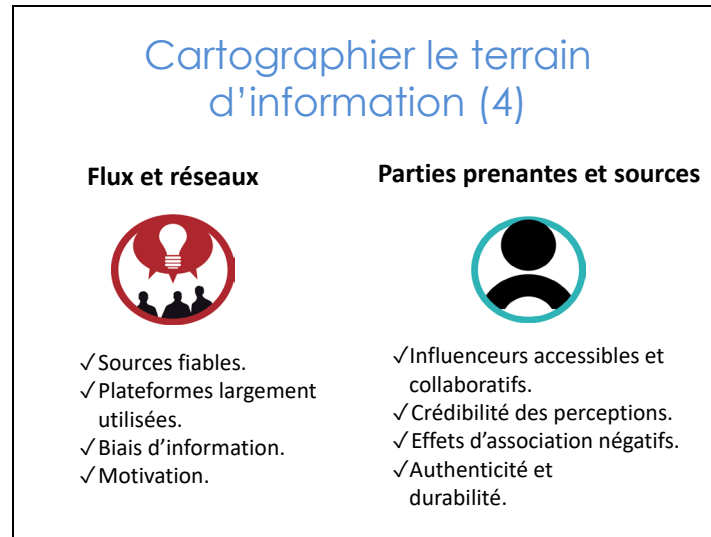 Cartographier le terrain
d’information (4)
Flux et réseaux
✓Sources fiables.
✓Plateformes largement
utilisées.
✓Biais d’information.
✓Motivation.
Parties prenantes et sources
✓Influenceurs accessibles et
collaboratifs.
✓Crédibilité des perceptions.
✓Effets d’association négatifs.
✓Authenticité et
durabilité.